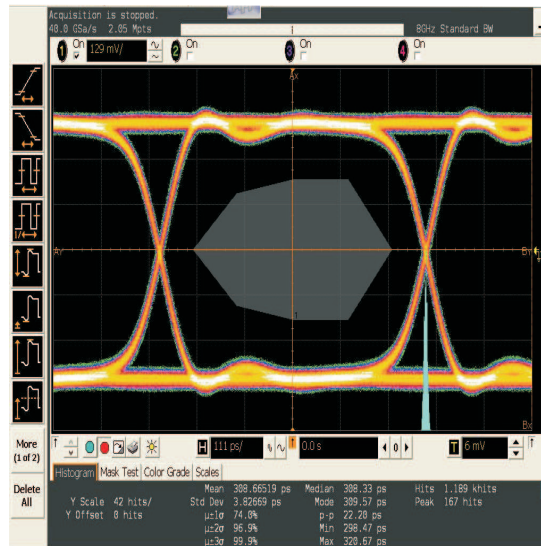 Acquisition is stopped.
40.0 GSa/s 2.05 Mpts
1
8GHz Standard BW
1 On 129 mV/ 2 On 3 On 4 On
Ax
Ay
By
1
Bx
More
(1 of 2)
Delete
All
H 111 ps/ 0.0 s 0 T 6 mV
Histogram Mask Test Color Grade Scales
Mean 308.66519 ps Median 308.33 ps Hits 1.189 khits
Y Scale 42 hits/ Std Dev 3.82669 ps Mode 309.57 ps Peak 167 hits
Y Offset 0 hits μ±1σ 74.0% p-p 22.20 ps
μ±2σ 96.9% Min 298.47 ps
μ±3σ 99.9% Max 320.67 ps